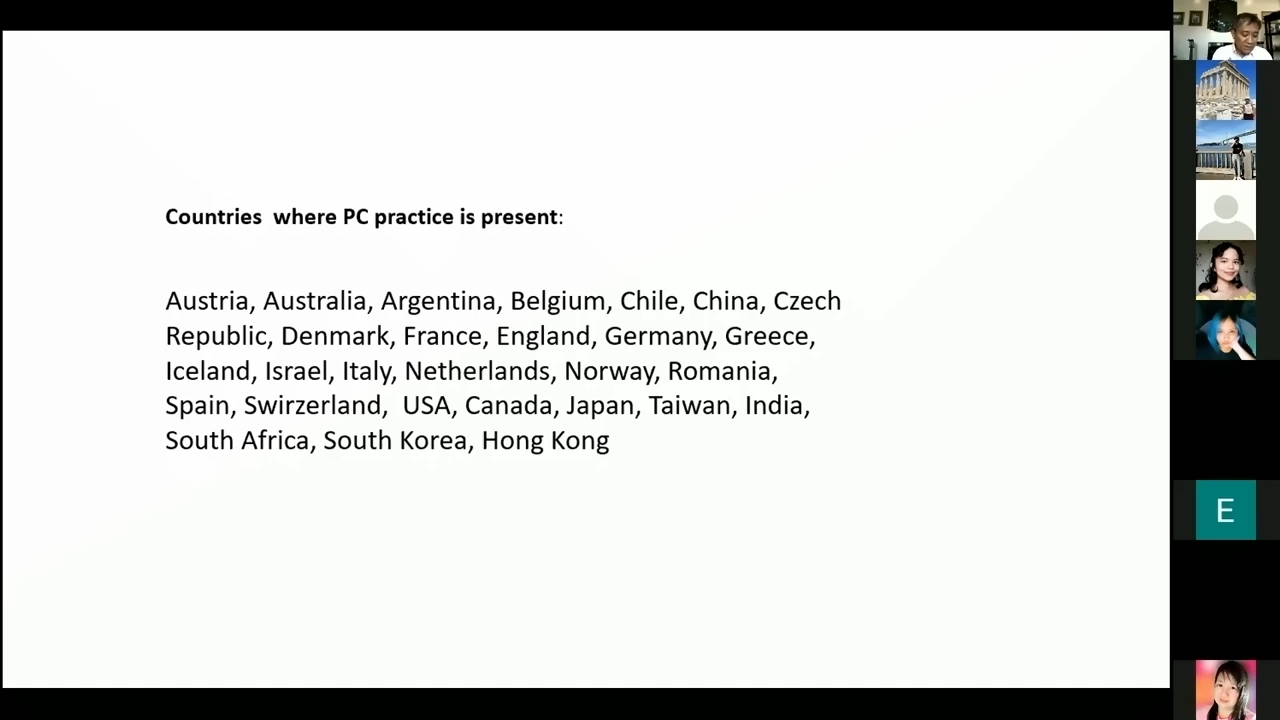 Countries  where PC practice is present:
Austria, Australia, Argentina, Belgium, Chile, China, Czech
Republic, Denmark, France, England, Germany, Greece,
Iceland, Israel, Italy, Netherlands, Norway, Romania,
Spain, Swirzerland,  USA, Canada, Japan, Taiwan, India,
South Africa, South Korea, Hong Kong
E